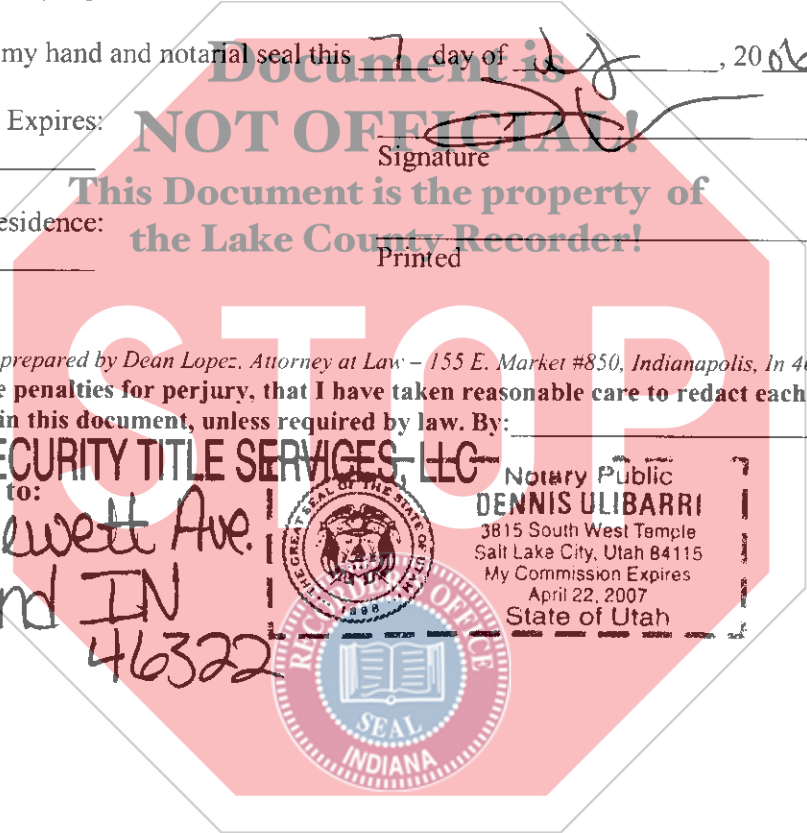 my hand and notarial seal this 7 day of , 2006
Document is
NOT OFFICIAL!
This Document is the property of
the Lake County Recorder!
Expires:
Signature
esidence:
Printed
STOP
prepared by Dean Lopez, Attorney at Law – 155 E. Market #850, Indianapolis, In 46
e penalties for perjury, that I have taken reasonable care to redact each
in this document, unless required by law. By:
ECURITY TITLE SERVICES, LLC
to:
ewett Ave.
nd IN
46322
THE GREAT SEAL OF THE STATE OF UTAH
1896
Notary Public
DENNIS ULIBARRI
3815 South West Temple
Salt Lake City, Utah 84115
My Commission Expires
April 22, 2007
State of Utah
RECORDER OFFICE
SEAL
INDIANA